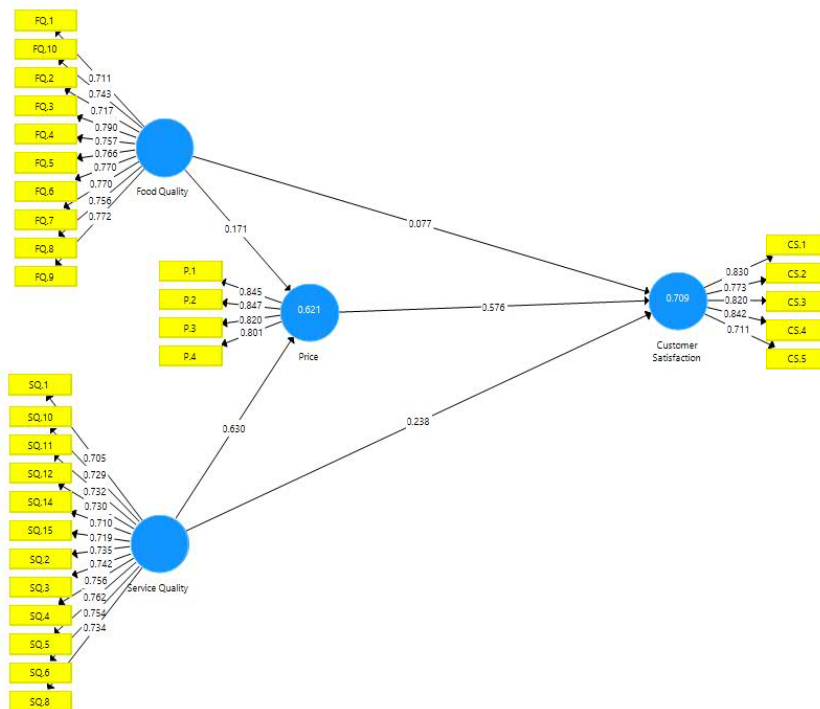 FQ.1
FQ.10
FQ.2
FQ.3
FQ.4
FQ.5
FQ.6
FQ.7
FQ.8
FQ.9
0.711
0.743
0.717
0.790
0.757
0.766
0.770
0.770
0.756
0.772
Food Quality
0.171
0.077
P.1
P.2
P.3
P.4
0.845
0.847
0.820
0.801
0.621
Price
0.576
0.709
Customer
Satisfaction
0.830
0.773
0.820
0.842
0.711
CS.1
CS.2
CS.3
CS.4
CS.5
0.630
0.238
SQ.1
SQ.10
SQ.11
SQ.12
SQ.14
SQ.15
SQ.2
SQ.3
SQ.4
SQ.5
SQ.6
SQ.8
0.705
0.729
0.732
0.730
0.710
0.719
0.735
0.742
0.756
0.762
0.754
0.734
Service Quality